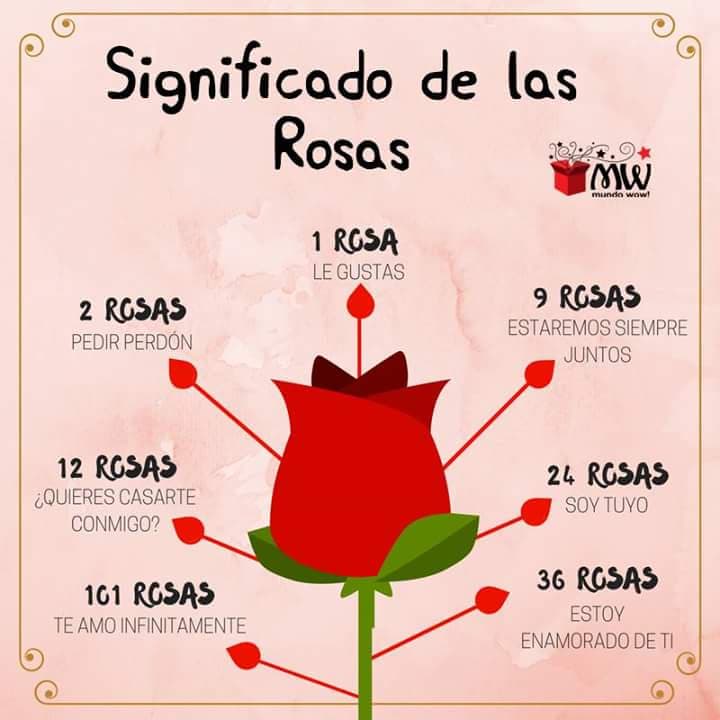 Significado de las
Rosas
MW
mundo wow!
1 ROSA
LE GUSTAS
2 ROSAS
PEDIR PERDÓN
9 ROSAS
ESTAREMOS SIEMPRE
JUNTOS
12 ROSAS
¿QUIERES CASARTE
CONMIGO?
24 ROSAS
SOY TUYO
101 ROSAS
TE AMO INFINITAMENTE
36 ROSAS
ESTOY
ENAMORADO DE TI